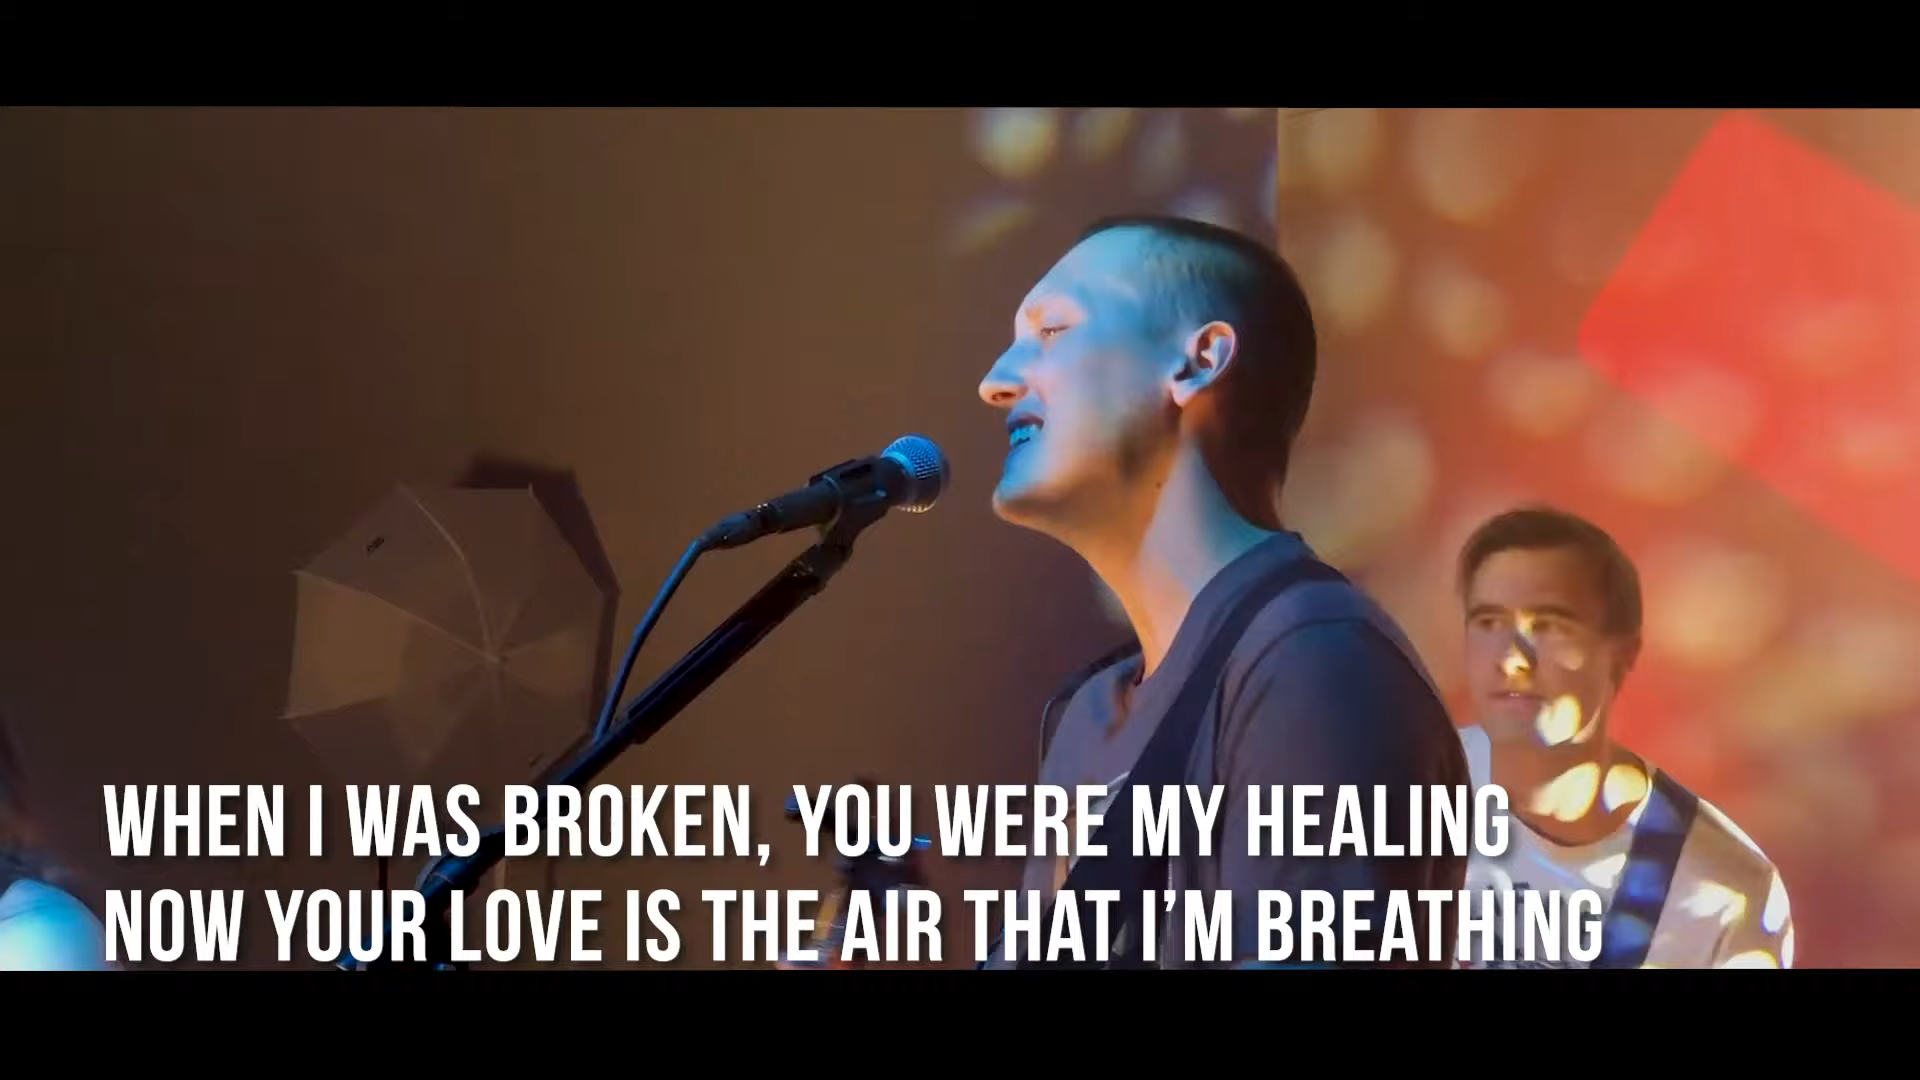 WHEN I WAS BROKEN, YOU WERE MY HEALING
NOW YOUR LOVE IS THE AIR THAT I'M BREATHING